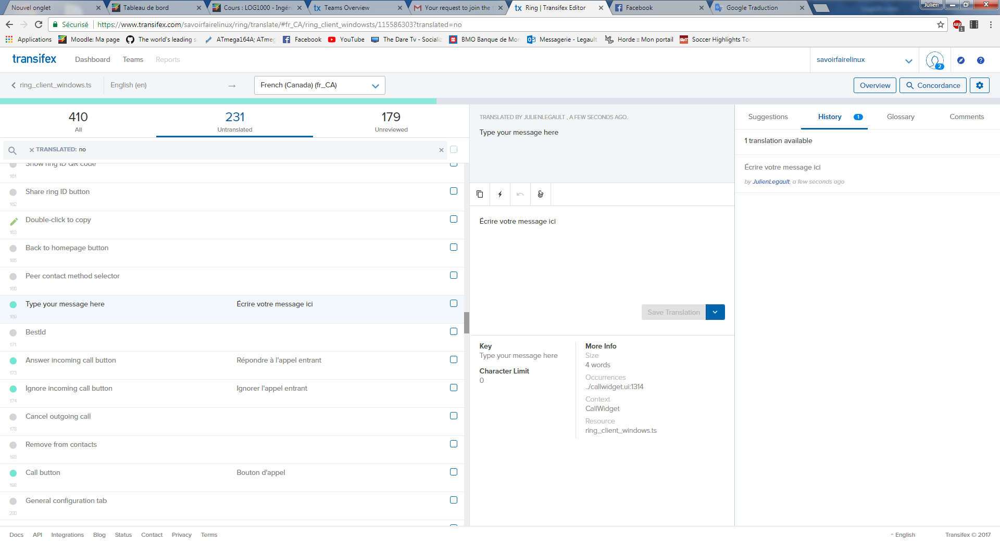 Nouvel onglet
Tableau de bord
Cours : LOG1000 - Ingén
Teams Overview
Your request to join the
Ring | Transifex Editor
Facebook
Google Traduction
Julien
Sécurisé
https://www.transifex.com/savoirfairelinux/ring/translate/#fr_CA/ring_client_windowsts/115586303?translated=no
ABP
1
Applications
Moodle: Ma page
The world's leading s
ATmega164A; ATmeg
Facebook
YouTube
The Dare Tv - Socializ
BMO Banque de Mon
Messagerie - Legault
Horde :: Mon portail
Soccer Highlights Tod
transifex
Dashboard
Teams
Reports
savoirfairelinux
2
ring_client_windows.ts
English (en)
→
French (Canada) (fr_CA)
Overview
Concordance
410
All
231
Untranslated
179
Unreviewed
TRANSLATED: no
Show ring ID QR code
161
Share ring ID button
162
Double-click to copy
163
Back to homepage button
165
Peer contact method selector
166
Type your message here
Écrire votre message ici
169
BestId
171
Answer incoming call button
Répondre à l'appel entrant
173
Ignore incoming call button
Ignorer l'appel entrant
174
Cancel outgoing call
178
Remove from contacts
193
Call button
Bouton d'appel
198
General configuration tab
200
TRANSLATED BY JULIENLEGAULT , A FEW SECONDS AGO.
Type your message here
Écrire votre message ici
Save Translation
Key
Type your message here
Character Limit
0
More Info
Size
4 words
Occurrences
../callwidget.ui:1314
Context
CallWidget
Resource
ring_client_windows.ts
Suggestions
History 1
Glossary
Comments
1 translation available
Écrire votre message ici
by JulienLegault, a few seconds ago
Docs
API
Integrations
Blog
Status
Contact
Privacy
Terms
English
Transifex © 2017